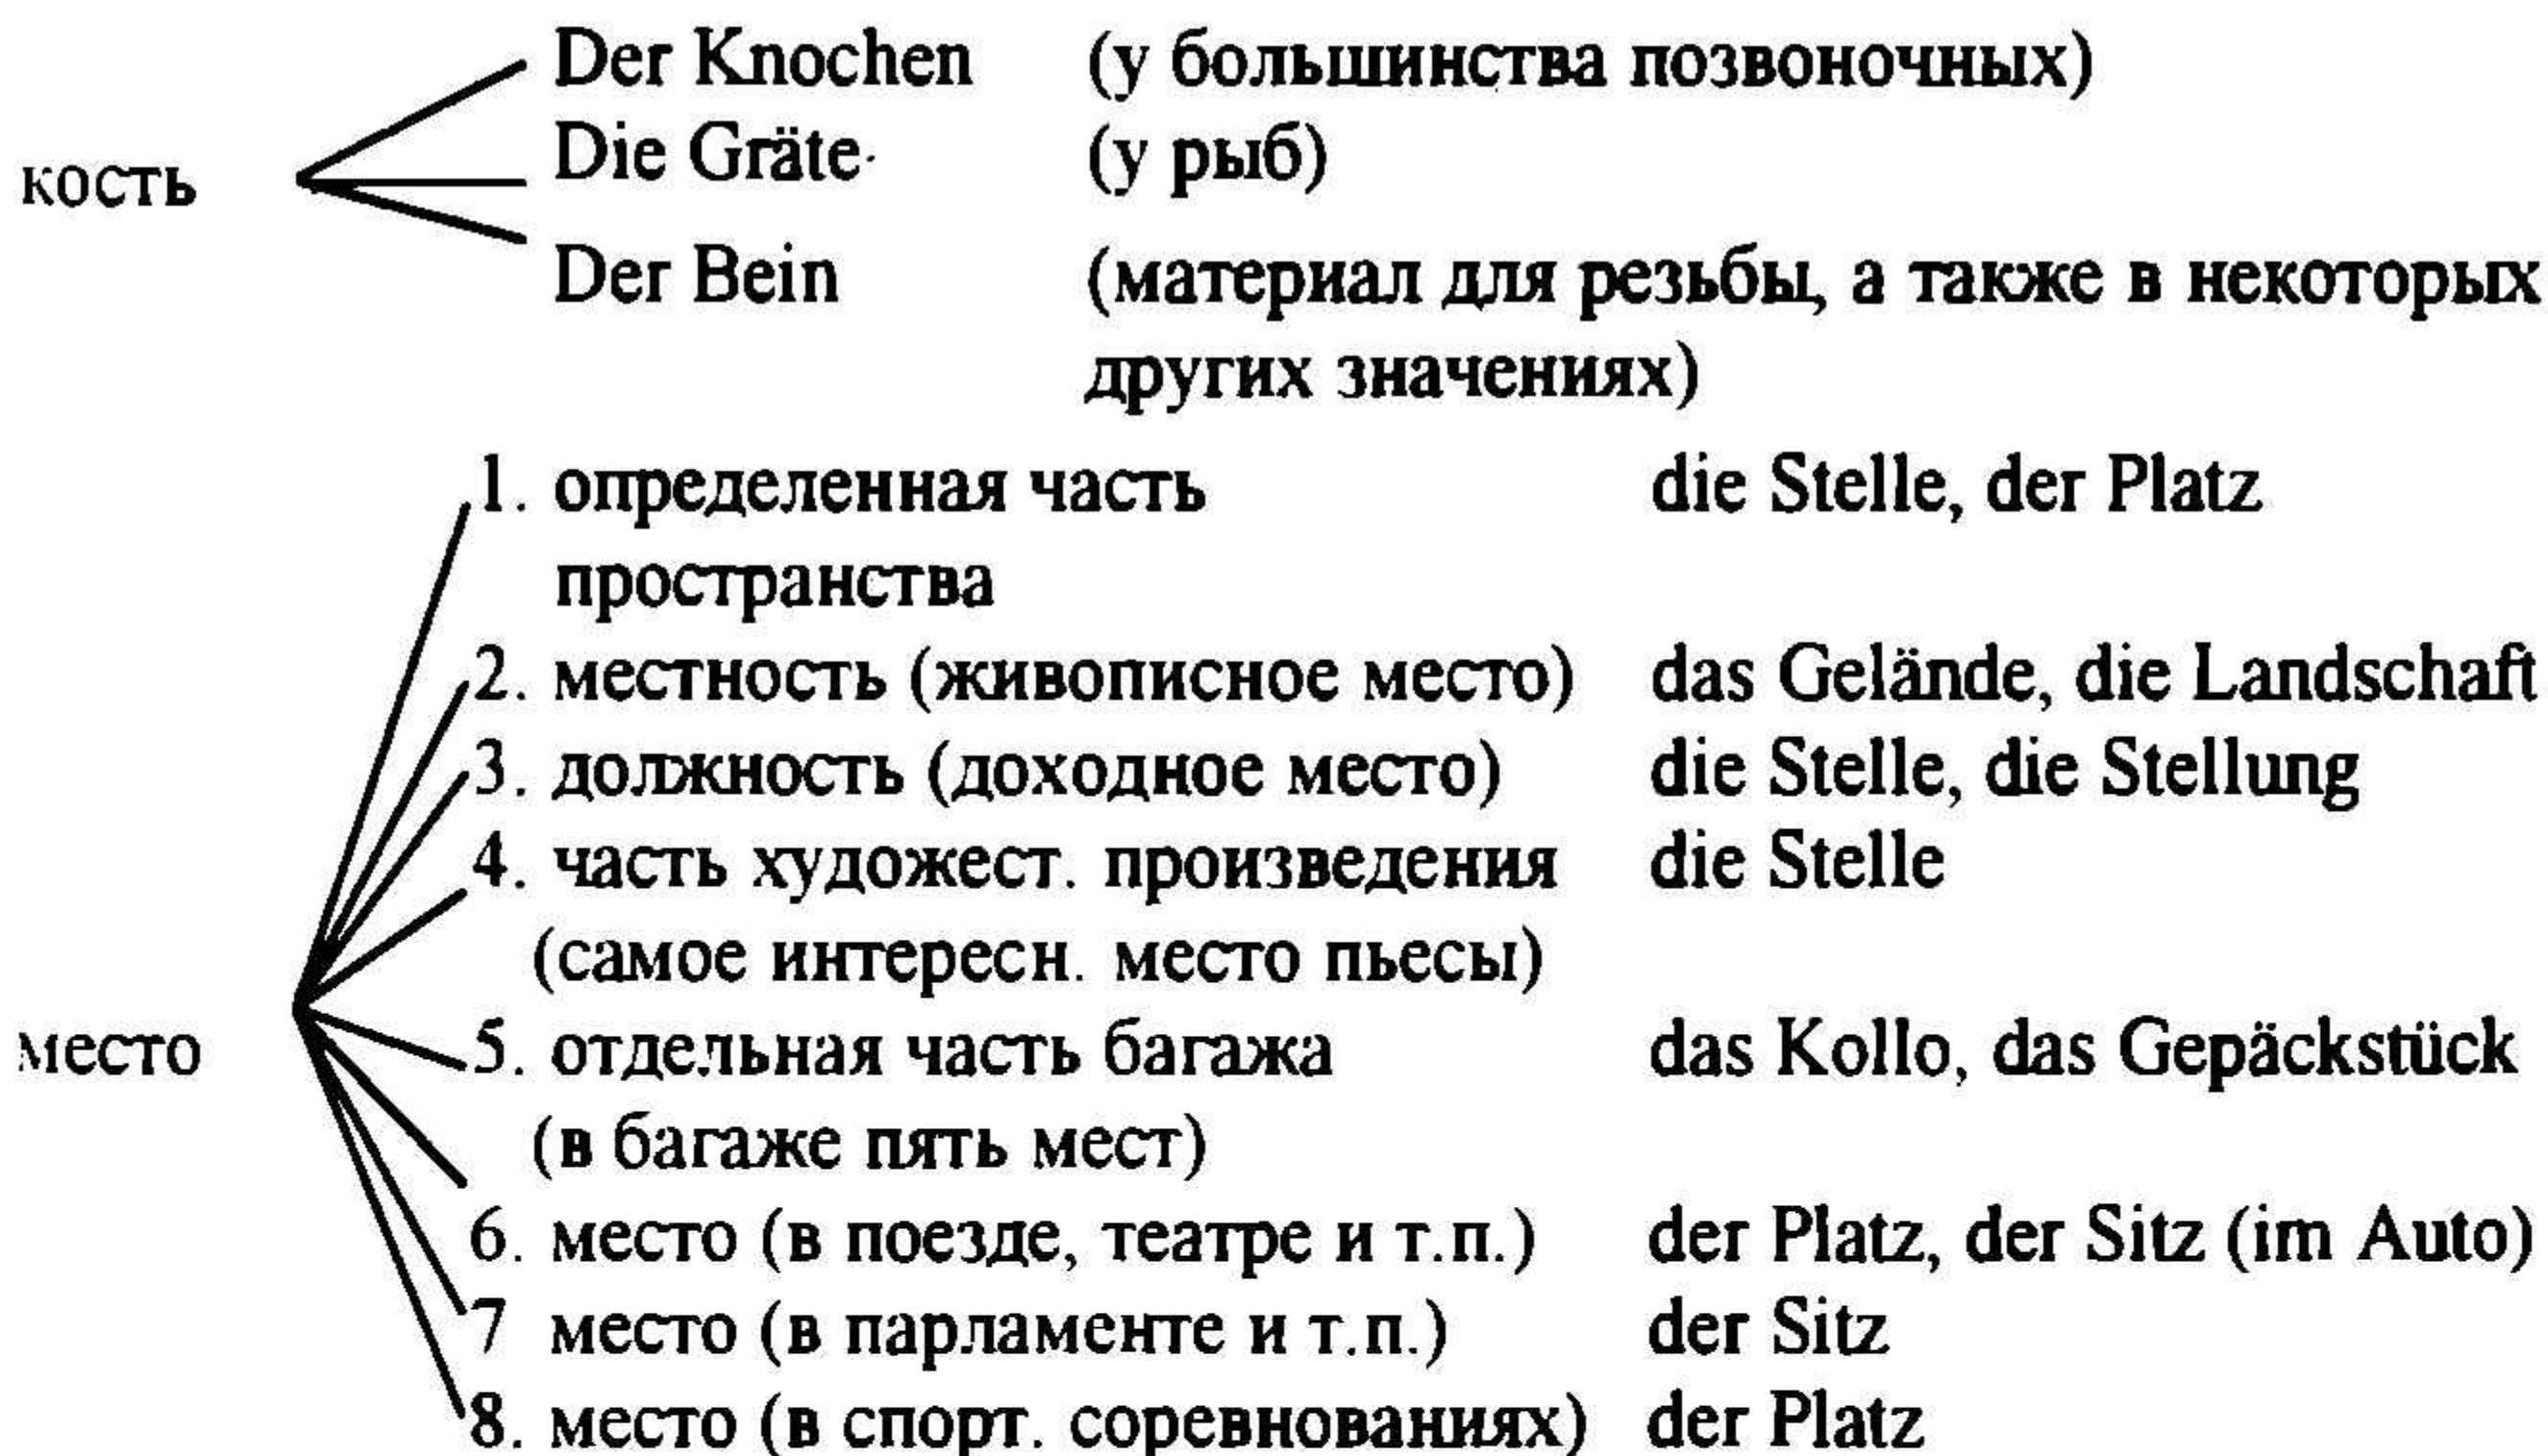 Der Knochen (у большинства позвоночных)
Die Gräte (у рыб)
кость
Der Bein (материал для резьбы, а также в некоторых
других значениях)
1. определенная часть die Stelle, der Platz
пространства
2. местность (живописное место) das Gelände, die Landschaft
3. должность (доходное место) die Stelle, die Stellung
4. часть художест. произведения die Stelle
(самое интересн. место пьесы)
место 5. отдельная часть багажа das Kollo, das Gepäckstück
(в багаже пять мест)
6. место (в поезде, театре и т.п.) der Platz, der Sitz (im Auto)
7 место (в парламенте и т.п.) der Sitz
8. место (в спорт. соревнованиях) der Platz